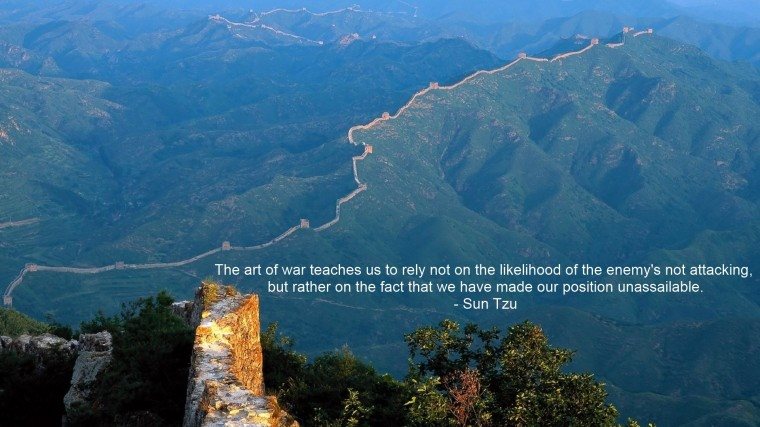 The art of war teaches us to rely not on the likelihood of the enemy's not attacking,
but rather on the fact that we have made our position unassailable.
- Sun Tzu